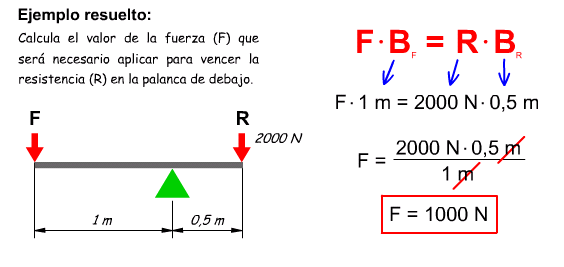 Ejemplo resuelto:
Calcula el valor de la fuerza (F) que
será necesario aplicar para vencer la
resistencia (R) en la palanca de debajo.
F
R
2000 N
1 m
0,5 m
F · B_F = R · B_R
F · 1 m = 2000 N · 0,5 m
F = 2000 N · 0,5 m
1 m
F = 1000 N